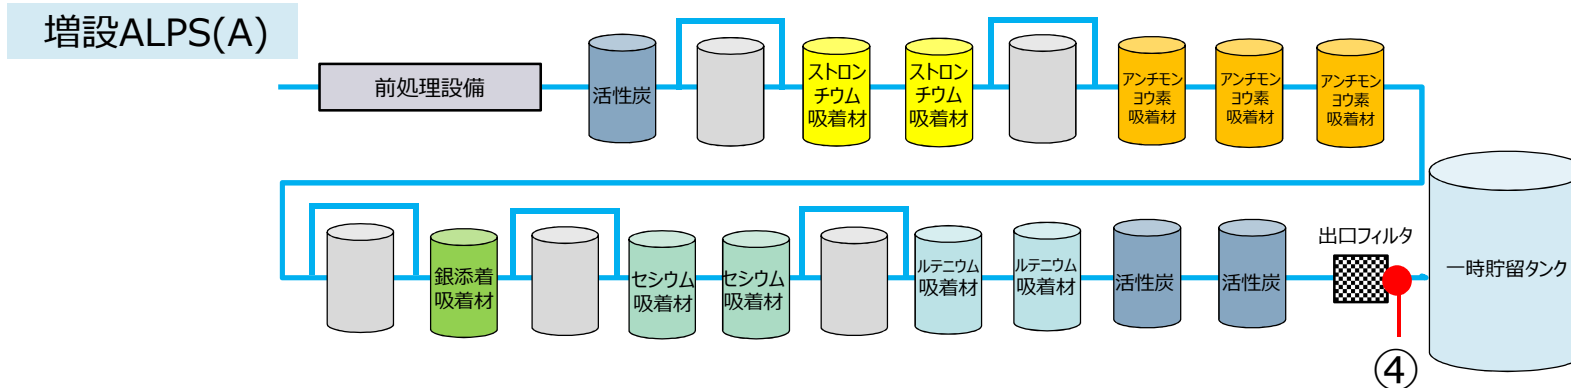 増設ALPS(A)
前処理設備
活性炭
ストロン
チウム
吸着材
ストロン
チウム
吸着材
アンチモン
ヨウ素
吸着材
アンチモン
ヨウ素
吸着材
アンチモン
ヨウ素
吸着材
銀添着
吸着材
セシウム
吸着材
セシウム
吸着材
ルテニウム
吸着材
ルテニウム
吸着材
活性炭
活性炭
出口フィルタ
一時貯留タンク
④